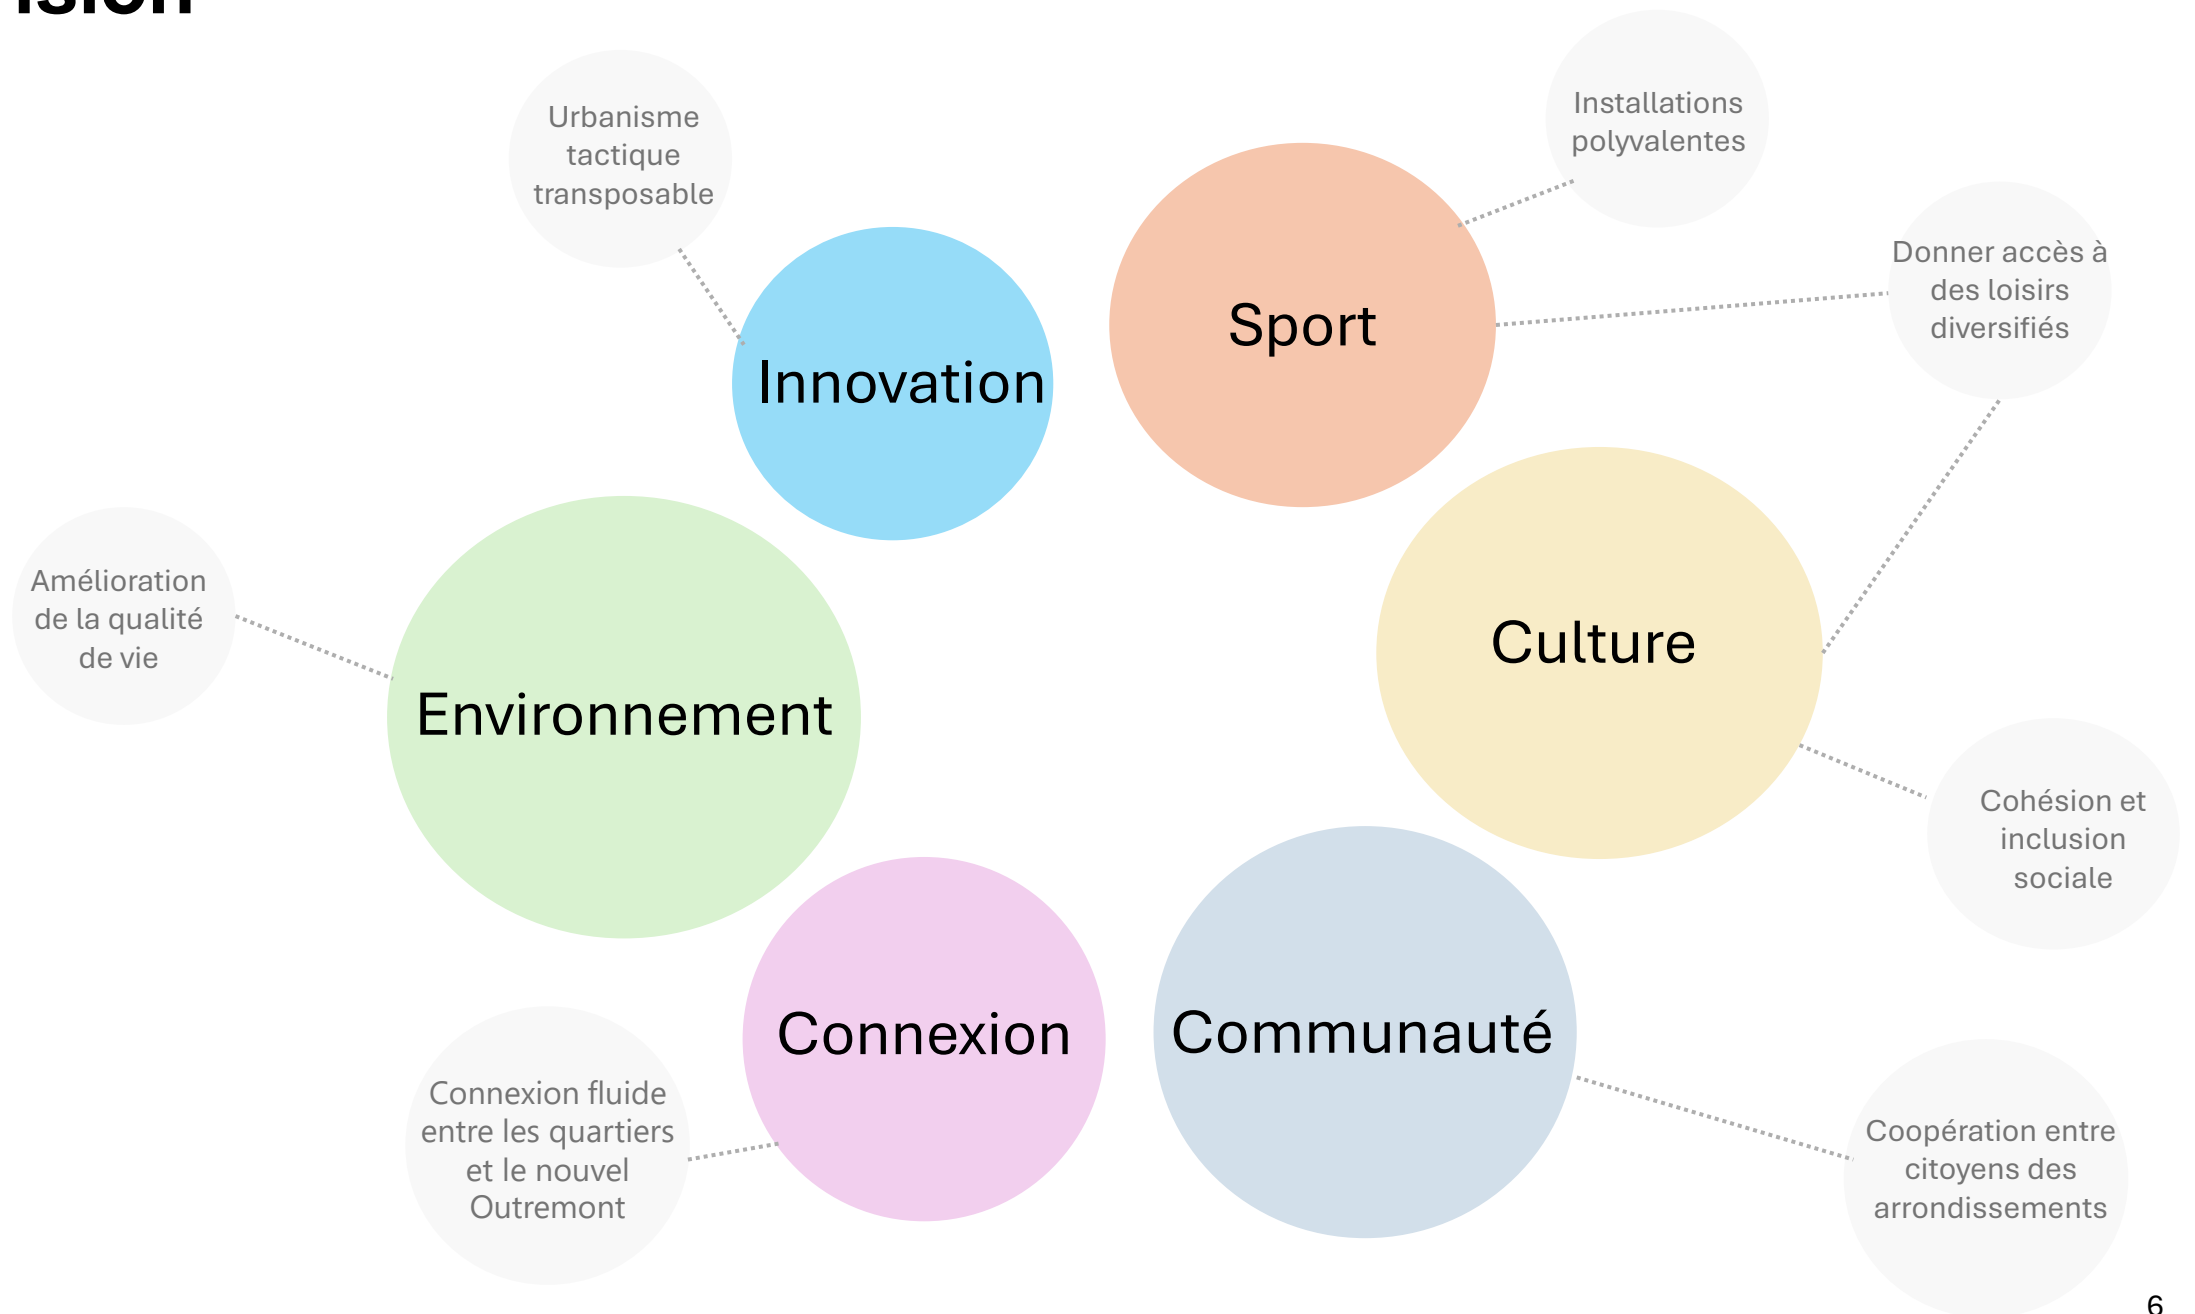 ision
Urbanisme
tactique
transposable
Installations
polyvalentes
Donner accès à
des loisirs
diversifiés
Sport
Innovation
Amélioration
de la qualité
de vie
Environnement
Culture
Cohésion et
inclusion
sociale
Connexion
Communauté
Connexion fluide
entre les quartiers
et le nouvel
Outremont
Coopération entre
citoyens des
arrondissements
6